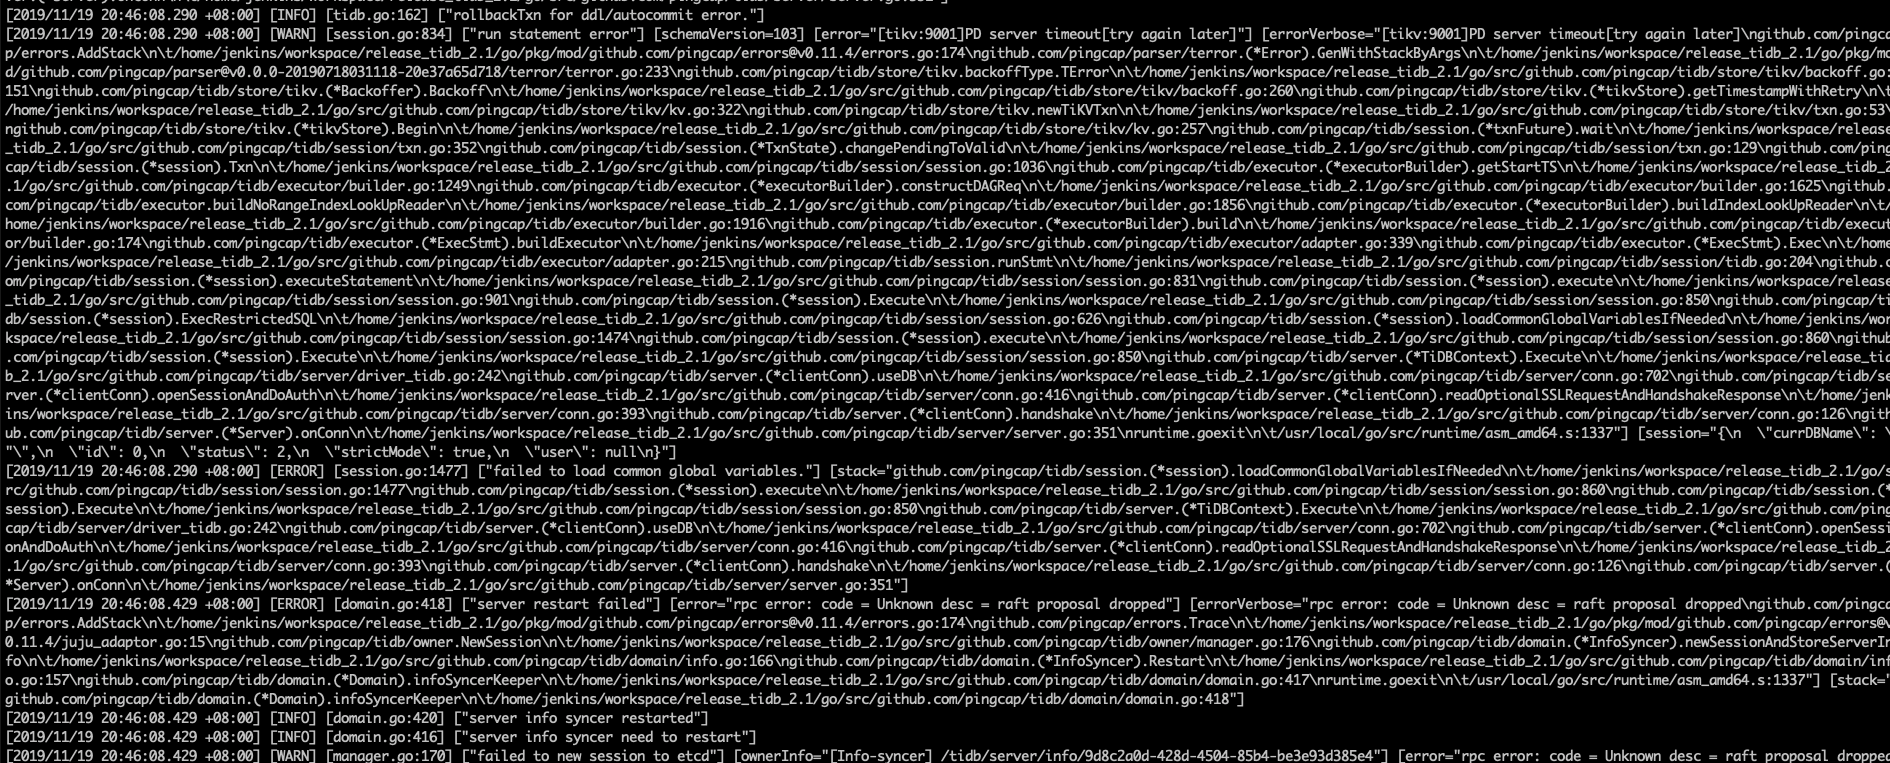 [2019/11/19 20:46:08.290 +08:00] [INFO] [tidb.go:162] ["rollbackTxn for ddl/autocommit error."]
[2019/11/19 20:46:08.290 +08:00] [WARN] [session.go:834] ["run statement error"] [schemaVersion=103] [error="[tikv:9001]PD server timeout[try again later]"] [errorVerbose="[tikv:9001]PD server timeout[try again later]\ngithub.com/pingca
p/errors.AddStack\n\t/home/jenkins/workspace/release_tidb_2.1/go/pkg/mod/github.com/pingcap/errors@v0.11.4/errors.go:174\ngithub.com/pingcap/parser/terror.(*Error).GenWithStackByArgs\n\t/home/jenkins/workspace/release_tidb_2.1/go/pkg/mo
d/github.com/pingcap/parser@v0.0.0-20190718031118-20e37a65d718/terror/terror.go:233\ngithub.com/pingcap/tidb/store/tikv.backoffType.TError\n\t/home/jenkins/workspace/release_tidb_2.1/go/src/github.com/pingcap/tidb/store/tikv/backoff.go:
151\ngithub.com/pingcap/tidb/store/tikv.(*Backoffer).Backoff\n\t/home/jenkins/workspace/release_tidb_2.1/go/src/github.com/pingcap/tidb/store/tikv/backoff.go:260\ngithub.com/pingcap/tidb/store/tikv.(*tikvStore).getTimestampWithRetry\n\t
/home/jenkins/workspace/release_tidb_2.1/go/src/github.com/pingcap/tidb/store/tikv/kv.go:322\ngithub.com/pingcap/tidb/store/tikv.newTiKVTxn\n\t/home/jenkins/workspace/release_tidb_2.1/go/src/github.com/pingcap/tidb/store/tikv/txn.go:53\
ngithub.com/pingcap/tidb/store/tikv.(*tikvStore).Begin\n\t/home/jenkins/workspace/release_tidb_2.1/go/src/github.com/pingcap/tidb/store/tikv/kv.go:257\ngithub.com/pingcap/tidb/session.(*txnFuture).wait\n\t/home/jenkins/workspace/release
_tidb_2.1/go/src/github.com/pingcap/tidb/session/txn.go:352\ngithub.com/pingcap/tidb/session.(*TxnState).changePendingToValid\n\t/home/jenkins/workspace/release_tidb_2.1/go/src/github.com/pingcap/tidb/session/txn.go:129\ngithub.com/ping
cap/tidb/session.(*session).Txn\n\t/home/jenkins/workspace/release_tidb_2.1/go/src/github.com/pingcap/tidb/session/session.go:1036\ngithub.com/pingcap/tidb/executor.(*executorBuilder).getStartTS\n\t/home/jenkins/workspace/release_tidb_2
.1/go/src/github.com/pingcap/tidb/executor/builder.go:1249\ngithub.com/pingcap/tidb/executor.(*executorBuilder).constructDAGReq\n\t/home/jenkins/workspace/release_tidb_2.1/go/src/github.com/pingcap/tidb/executor/builder.go:1625\ngithub.
com/pingcap/tidb/executor.buildNoRangeIndexLookUpReader\n\t/home/jenkins/workspace/release_tidb_2.1/go/src/github.com/pingcap/tidb/executor/builder.go:1856\ngithub.com/pingcap/tidb/executor.(*executorBuilder).buildIndexLookUpReader\n\t/
home/jenkins/workspace/release_tidb_2.1/go/src/github.com/pingcap/tidb/executor/builder.go:1916\ngithub.com/pingcap/tidb/executor.(*executorBuilder).build\n\t/home/jenkins/workspace/release_tidb_2.1/go/src/github.com/pingcap/tidb/execut
or/builder.go:174\ngithub.com/pingcap/tidb/executor.(*ExecStmt).buildExecutor\n\t/home/jenkins/workspace/release_tidb_2.1/go/src/github.com/pingcap/tidb/executor/adapter.go:339\ngithub.com/pingcap/tidb/executor.(*ExecStmt).Exec\n\t/home
/jenkins/workspace/release_tidb_2.1/go/src/github.com/pingcap/tidb/executor/adapter.go:215\ngithub.com/pingcap/tidb/session.runStmt\n\t/home/jenkins/workspace/release_tidb_2.1/go/src/github.com/pingcap/tidb/session/tidb.go:204\ngithub.c
om/pingcap/tidb/session.(*session).executeStatement\n\t/home/jenkins/workspace/release_tidb_2.1/go/src/github.com/pingcap/tidb/session/session.go:831\ngithub.com/pingcap/tidb/session.(*session).execute\n\t/home/jenkins/workspace/release
_tidb_2.1/go/src/github.com/pingcap/tidb/session/session.go:901\ngithub.com/pingcap/tidb/session.(*session).Execute\n\t/home/jenkins/workspace/release_tidb_2.1/go/src/github.com/pingcap/tidb/session/session.go:850\ngithub.com/pingcap/ti
db/session.(*session).ExecRestrictedSQL\n\t/home/jenkins/workspace/release_tidb_2.1/go/src/github.com/pingcap/tidb/session/session.go:626\ngithub.com/pingcap/tidb/session.(*session).loadCommonGlobalVariablesIfNeeded\n\t/home/jenkins/wor
kspace/release_tidb_2.1/go/src/github.com/pingcap/tidb/session/session.go:1474\ngithub.com/pingcap/tidb/session.(*session).execute\n\t/home/jenkins/workspace/release_tidb_2.1/go/src/github.com/pingcap/tidb/session/session.go:860\ngithub
.com/pingcap/tidb/session.(*session).Execute\n\t/home/jenkins/workspace/release_tidb_2.1/go/src/github.com/pingcap/tidb/session/session.go:850\ngithub.com/pingcap/tidb/server.(*TiDBContext).Execute\n\t/home/jenkins/workspace/release_tid
b_2.1/go/src/github.com/pingcap/tidb/server/driver_tidb.go:242\ngithub.com/pingcap/tidb/server.(*clientConn).useDB\n\t/home/jenkins/workspace/release_tidb_2.1/go/src/github.com/pingcap/tidb/server/conn.go:702\ngithub.com/pingcap/tidb/se
rver.(*clientConn).openSessionAndDoAuth\n\t/home/jenkins/workspace/release_tidb_2.1/go/src/github.com/pingcap/tidb/server/conn.go:416\ngithub.com/pingcap/tidb/server.(*clientConn).readOptionalSSLRequestAndHandshakeResponse\n\t/home/jenk
ins/workspace/release_tidb_2.1/go/src/github.com/pingcap/tidb/server/conn.go:393\ngithub.com/pingcap/tidb/server.(*clientConn).handshake\n\t/home/jenkins/workspace/release_tidb_2.1/go/src/github.com/pingcap/tidb/server/conn.go:126\ngith
ub.com/pingcap/tidb/server.(*Server).onConn\n\t/home/jenkins/workspace/release_tidb_2.1/go/src/github.com/pingcap/tidb/server/server.go:351\nruntime.goexit\n\t/usr/local/go/src/runtime/asm_amd64.s:1337"] [session="{\n  \"currDBName\": \
"\",\n  \"id\": 0,\n  \"status\": 2,\n  \"strictMode\": true,\n  \"user\": null\n}"]
[2019/11/19 20:46:08.290 +08:00] [ERROR] [session.go:1477] ["failed to load common global variables."] [stack="github.com/pingcap/tidb/session.(*session).loadCommonGlobalVariablesIfNeeded\n\t/home/jenkins/workspace/release_tidb_2.1/go/s
rc/github.com/pingcap/tidb/session/session.go:1477\ngithub.com/pingcap/tidb/session.(*session).execute\n\t/home/jenkins/workspace/release_tidb_2.1/go/src/github.com/pingcap/tidb/session/session.go:860\ngithub.com/pingcap/tidb/session.(*
session).Execute\n\t/home/jenkins/workspace/release_tidb_2.1/go/src/github.com/pingcap/tidb/session/session.go:850\ngithub.com/pingcap/tidb/server.(*TiDBContext).Execute\n\t/home/jenkins/workspace/release_tidb_2.1/go/src/github.com/ping
cap/tidb/server/driver_tidb.go:242\ngithub.com/pingcap/tidb/server.(*clientConn).useDB\n\t/home/jenkins/workspace/release_tidb_2.1/go/src/github.com/pingcap/tidb/server/conn.go:702\ngithub.com/pingcap/tidb/server.(*clientConn).openSessi
onAndDoAuth\n\t/home/jenkins/workspace/release_tidb_2.1/go/src/github.com/pingcap/tidb/server/conn.go:416\ngithub.com/pingcap/tidb/server.(*clientConn).readOptionalSSLRequestAndHandshakeResponse\n\t/home/jenkins/workspace/release_tidb_2
.1/go/src/github.com/pingcap/tidb/server/conn.go:393\ngithub.com/pingcap/tidb/server.(*clientConn).handshake\n\t/home/jenkins/workspace/release_tidb_2.1/go/src/github.com/pingcap/tidb/server/conn.go:126\ngithub.com/pingcap/tidb/server.(
*Server).onConn\n\t/home/jenkins/workspace/release_tidb_2.1/go/src/github.com/pingcap/tidb/server/server.go:351"]
[2019/11/19 20:46:08.429 +08:00] [ERROR] [domain.go:418] ["server restart failed"] [error="rpc error: code = Unknown desc = raft proposal dropped"] [errorVerbose="rpc error: code = Unknown desc = raft proposal dropped\ngithub.com/pingca
p/errors.AddStack\n\t/home/jenkins/workspace/release_tidb_2.1/go/pkg/mod/github.com/pingcap/errors@v0.11.4/errors.go:174\ngithub.com/pingcap/errors.Trace\n\t/home/jenkins/workspace/release_tidb_2.1/go/pkg/mod/github.com/pingcap/errors@v
0.11.4/juju_adaptor.go:15\ngithub.com/pingcap/tidb/owner.NewSession\n\t/home/jenkins/workspace/release_tidb_2.1/go/src/github.com/pingcap/tidb/owner/manager.go:176\ngithub.com/pingcap/tidb/domain.(*InfoSyncer).newSessionAndStoreServerIn
fo\n\t/home/jenkins/workspace/release_tidb_2.1/go/src/github.com/pingcap/tidb/domain/info.go:166\ngithub.com/pingcap/tidb/domain.(*InfoSyncer).Restart\n\t/home/jenkins/workspace/release_tidb_2.1/go/src/github.com/pingcap/tidb/domain/inf
o.go:157\ngithub.com/pingcap/tidb/domain.(*Domain).infoSyncerKeeper\n\t/home/jenkins/workspace/release_tidb_2.1/go/src/github.com/pingcap/tidb/domain/domain.go:417\nruntime.goexit\n\t/usr/local/go/src/runtime/asm_amd64.s:1337"] [stack="
github.com/pingcap/tidb/domain.(*Domain).infoSyncerKeeper\n\t/home/jenkins/workspace/release_tidb_2.1/go/src/github.com/pingcap/tidb/domain/domain.go:418"]
[2019/11/19 20:46:08.429 +08:00] [INFO] [domain.go:420] ["server info syncer restarted"]
[2019/11/19 20:46:08.429 +08:00] [INFO] [domain.go:416] ["server info syncer need to restart"]
[2019/11/19 20:46:08.429 +08:00] [WARN] [manager.go:170] ["failed to new session to etcd"] [ownerInfo="[Info-syncer] /tidb/server/info/9d8c2a0d-428d-4504-85b4-be3e93d385e4"] [error="rpc error: code = Unknown desc = raft proposal dropped